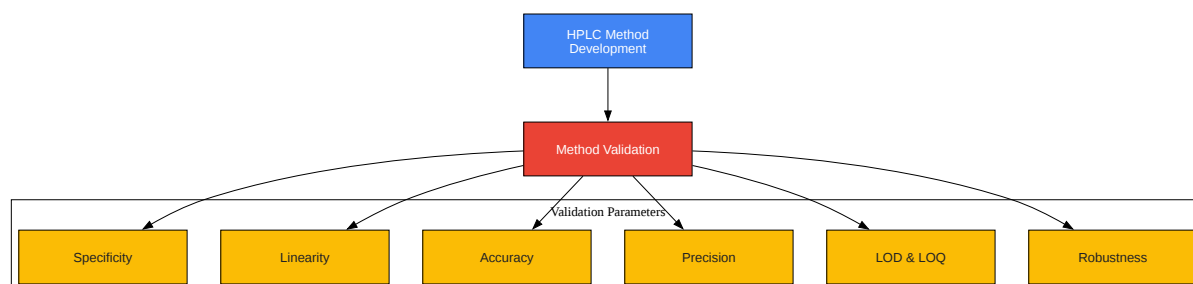 HPLC Method
Development
Method Validation
Validation Parameters
Specificity
Linearity
Accuracy
Precision
LOD & LOQ
Robustness